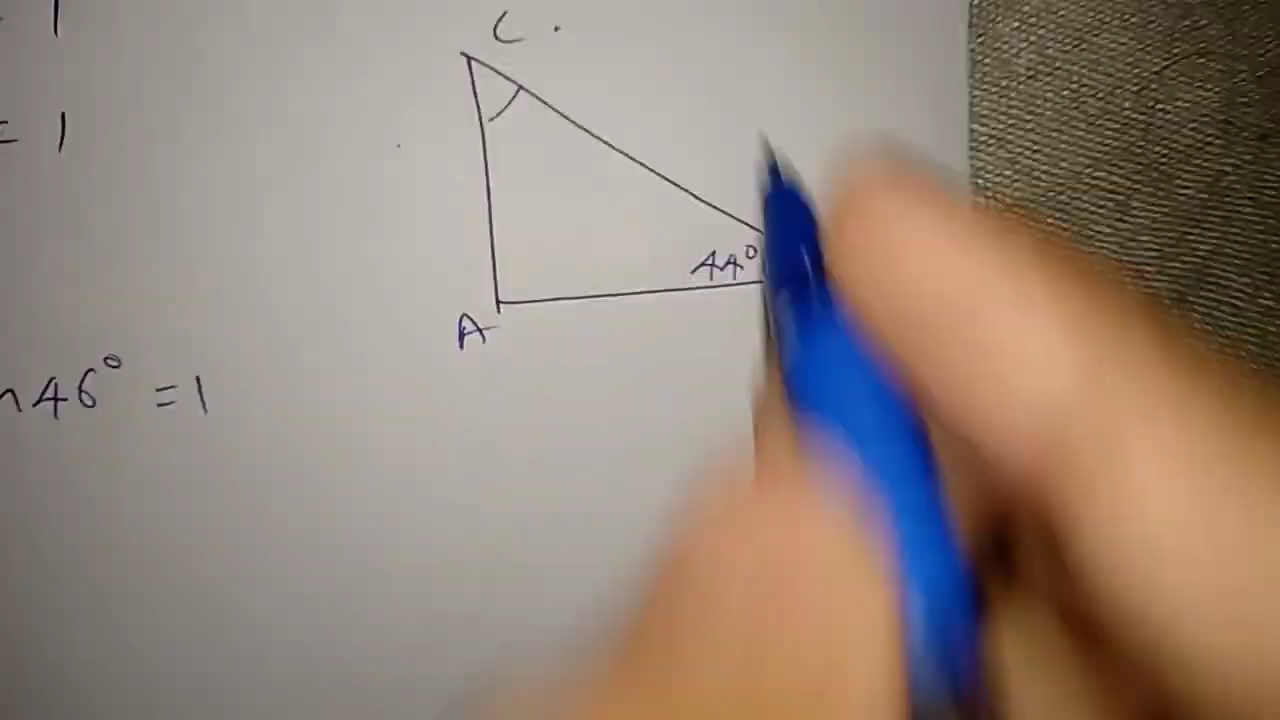 = 1
C .
= 1
44°
A
n 46° = 1